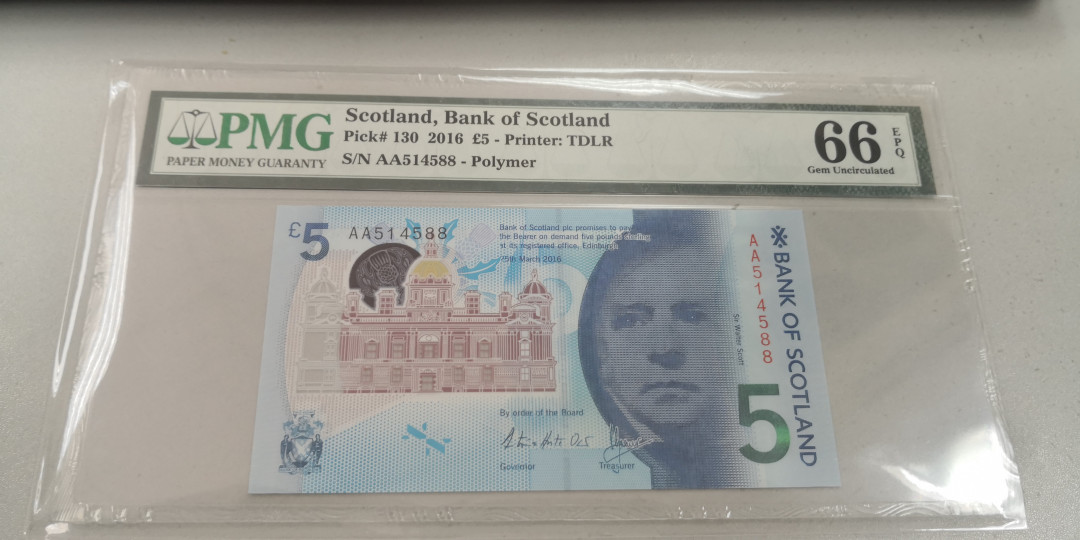 PMG
PAPER MONEY GUARANTY
Scotland, Bank of Scotland
Pick# 130 2016 £5 - Printer: TDLR
S/N AA514588 - Polymer
66
EPQ
Gem Uncirculated
£5
AA514588
Bank of Scotland plc promises to pay
the Bearer on demand five pounds sterling
at its registered office, Edinburgh.
25th March 2016
By order of the Board
Governor
Treasurer
Sir Walter Scott
AA514588
BANK OF SCOTLAND
5